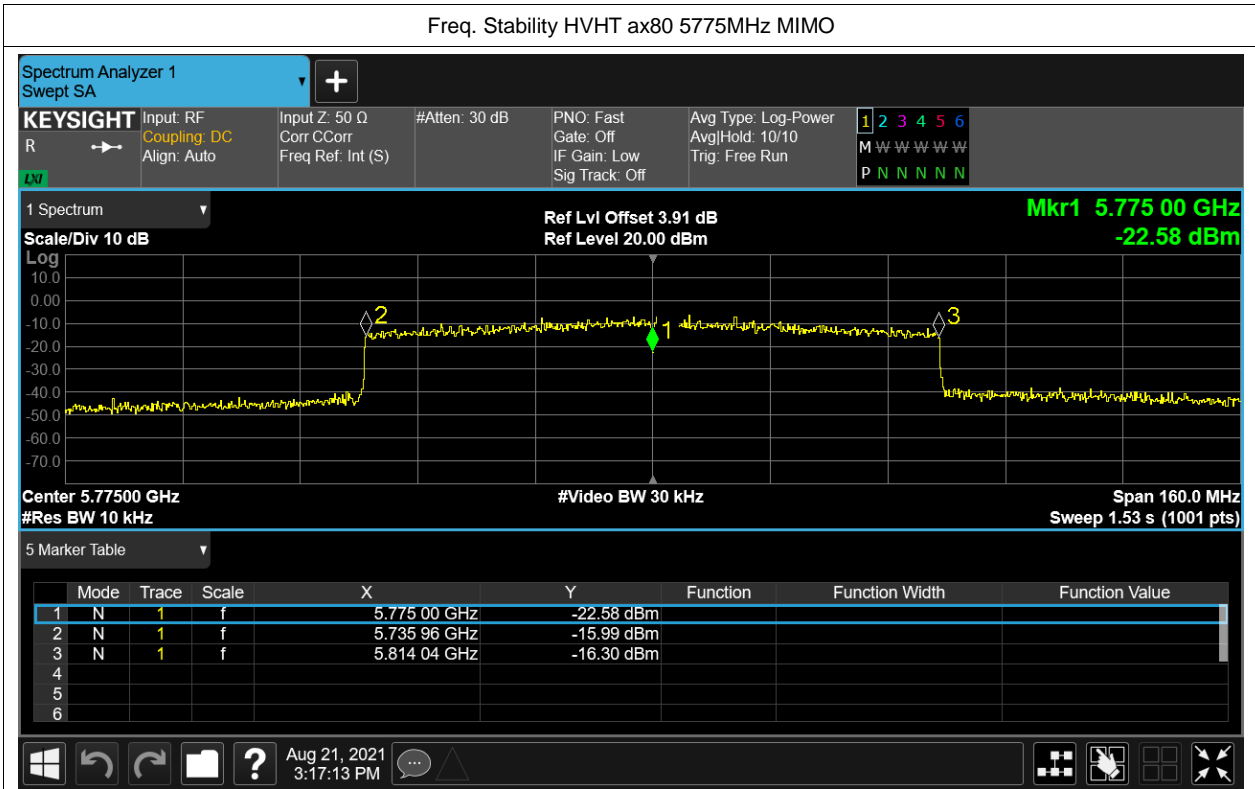 Freq. Stability HVHT ax80 5775MHz MIMO
Spectrum Analyzer 1
Swept SA
+
KEYSIGHT
R
LXI
Input: RF
Coupling: DC
Align: Auto
Input Z: 50 Ω
Corr CCorr
Freq Ref: Int (S)
#Atten: 30 dB
PNO: Fast
Gate: Off
IF Gain: Low
Sig Track: Off
Avg Type: Log-Power
Avg|Hold: 10/10
Trig: Free Run
1 2 3 4 5 6
M W W W W W
P N N N N N
1 Spectrum
Scale/Div 10 dB
Ref Lvl Offset 3.91 dB
Ref Level 20.00 dBm
Mkr1 5.775 00 GHz
-22.58 dBm
Log
10.0
0.00
-10.0
-20.0
-30.0
-40.0
-50.0
-60.0
-70.0
2
1
3
Center 5.77500 GHz
#Video BW 30 kHz
Span 160.0 MHz
#Res BW 10 kHz
Sweep 1.53 s (1001 pts)
5 Marker Table
Mode Trace Scale X Y Function Function Width Function Value
1 N 1 f 5.775 00 GHz -22.58 dBm
2 N 1 f 5.735 96 GHz -15.99 dBm
3 N 1 f 5.814 04 GHz -16.30 dBm
4
5
6
?
Aug 21, 2021
3:17:13 PM